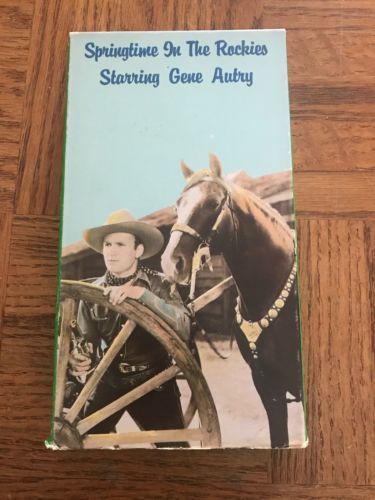 Springtime In The Rockies
Starring Gene Autry